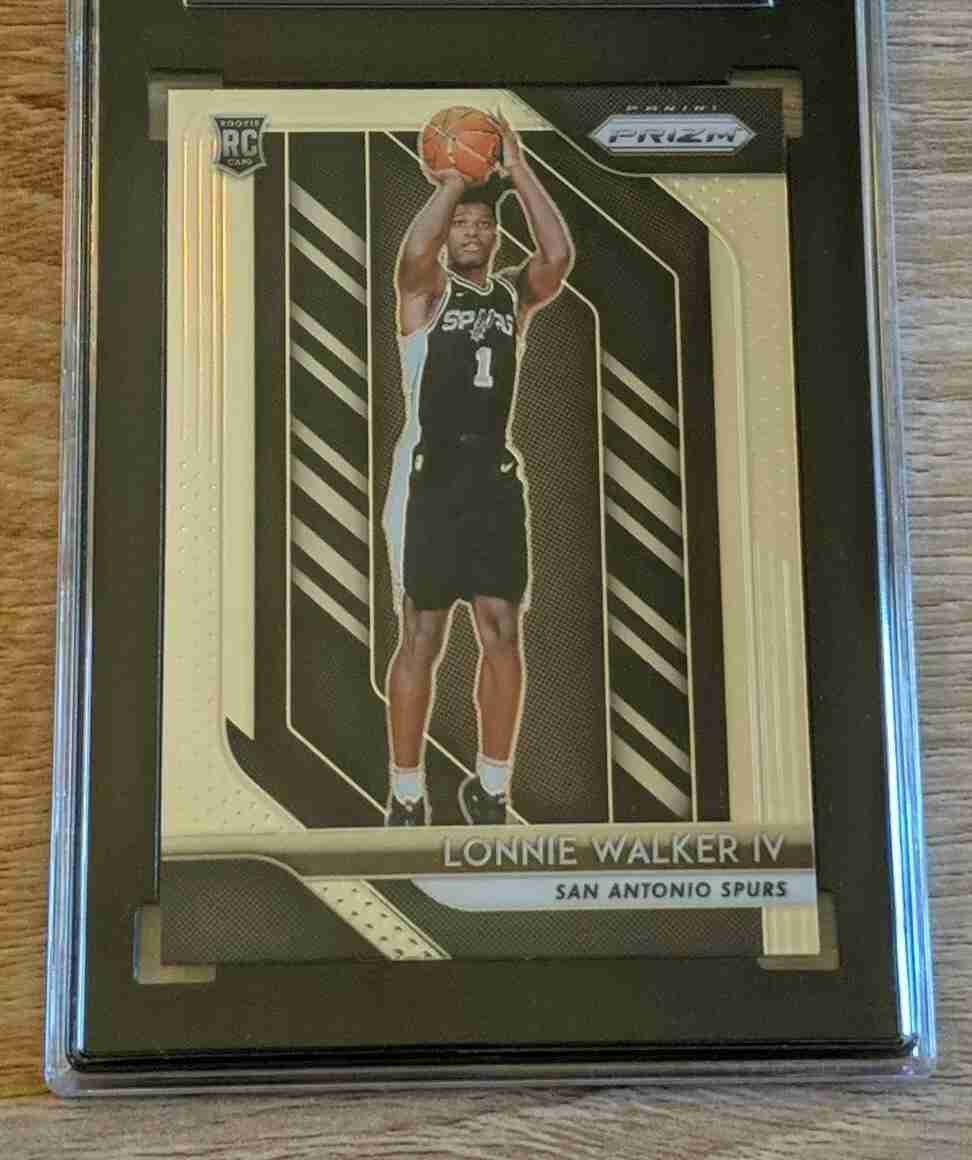 ROOKIE
RC
CARD
PANINI
PRIZM
SPURS
1
LONNIE WALKER IV
SAN ANTONIO SPURS